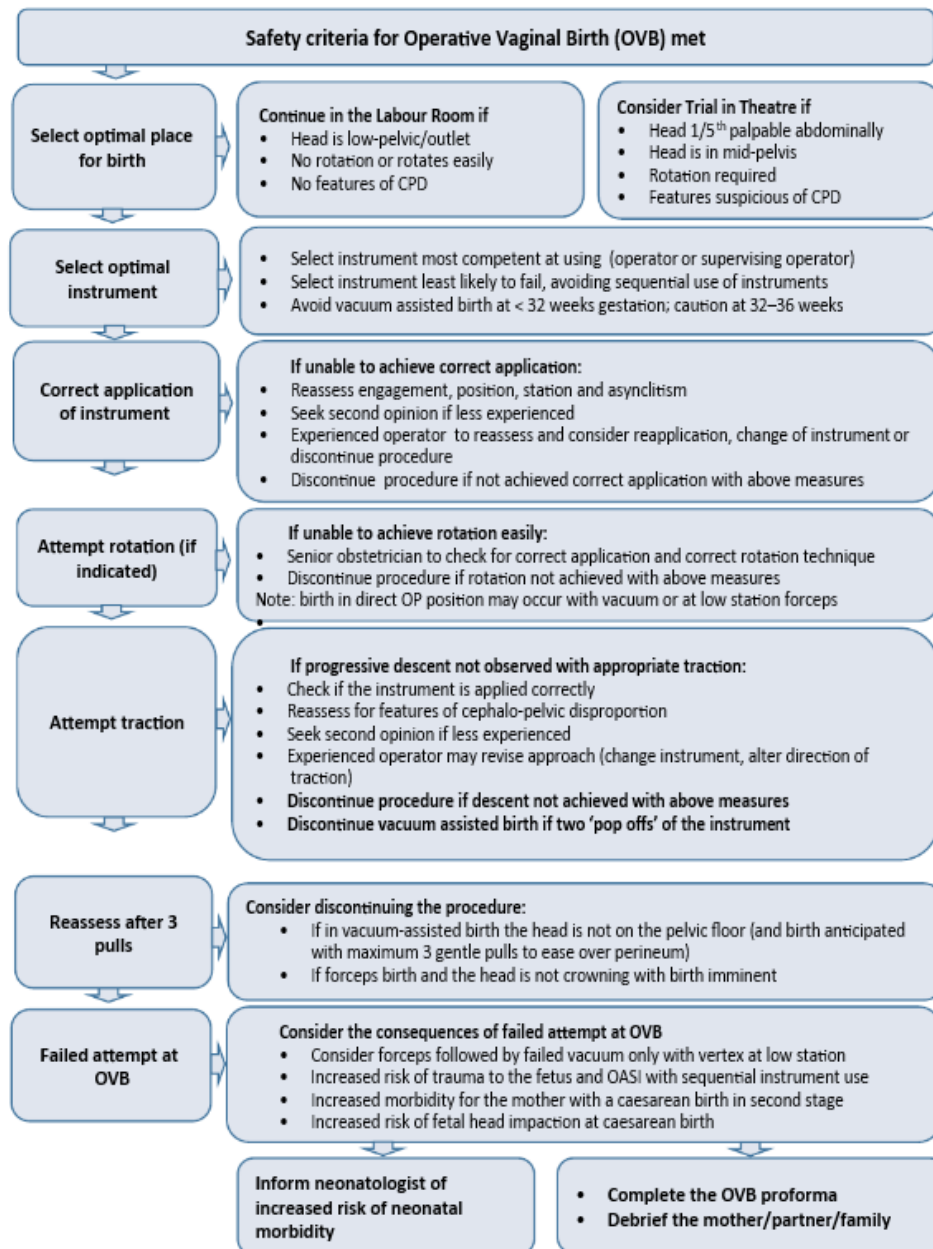 Safety criteria for Operative Vaginal Birth (OVB) met
Select optimal place
for birth
Continue in the Labour Room if
• Head is low-pelvic/outlet
• No rotation or rotates easily
• No features of CPD
Consider Trial in Theatre if
• Head 1/5th palpable abdominally
• Head is in mid-pelvis
• Rotation required
• Features suspicious of CPD
Select optimal
instrument
• Select instrument most competent at using (operator or supervising operator)
• Select instrument least likely to fail, avoiding sequential use of instruments
• Avoid vacuum assisted birth at < 32 weeks gestation; caution at 32–36 weeks
Correct application
of instrument
If unable to achieve correct application:
• Reassess engagement, position, station and asynclitism
• Seek second opinion if less experienced
• Experienced operator to reassess and consider reapplication, change of instrument or
discontinue procedure
• Discontinue procedure if not achieved correct application with above measures
Attempt rotation (if
indicated)
If unable to achieve rotation easily:
• Senior obstetrician to check for correct application and correct rotation technique
• Discontinue procedure if rotation not achieved with above measures
Note: birth in direct OP position may occur with vacuum or at low station forceps
•
Attempt traction
If progressive descent not observed with appropriate traction:
• Check if the instrument is applied correctly
• Reassess for features of cephalo-pelvic disproportion
• Seek second opinion if less experienced
• Experienced operator may revise approach (change instrument, alter direction of
traction)
• Discontinue procedure if descent not achieved with above measures
• Discontinue vacuum assisted birth if two ‘pop offs’ of the instrument
Reassess after 3
pulls
Consider discontinuing the procedure:
• If in vacuum-assisted birth the head is not on the pelvic floor (and birth anticipated
with maximum 3 gentle pulls to ease over perineum)
• If forceps birth and the head is not crowning with birth imminent
Failed attempt at
OVB
Consider the consequences of failed attempt at OVB
• Consider forceps followed by failed vacuum only with vertex at low station
• Increased risk of trauma to the fetus and OASI with sequential instrument use
• Increased morbidity for the mother with a caesarean birth in second stage
• Increased risk of fetal head impaction at caesarean birth
Inform neonatologist of
increased risk of neonatal
morbidity
• Complete the OVB proforma
• Debrief the mother/partner/family